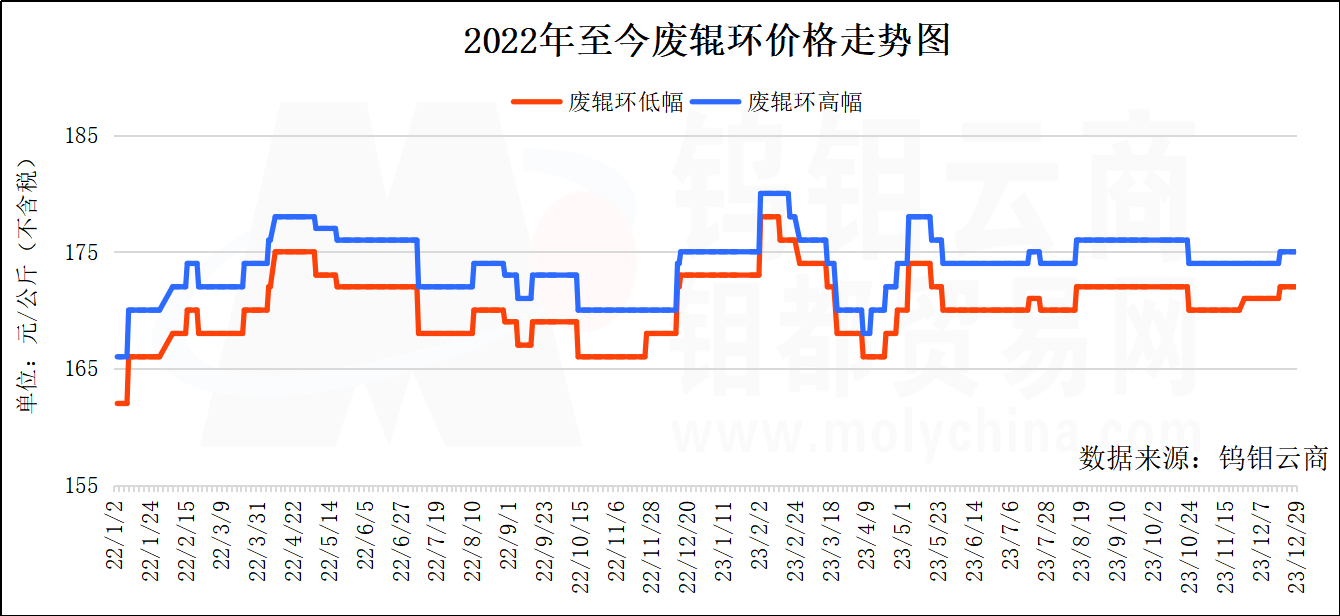 2022年至今废辊环价格走势图
废辊环低幅 废辊环高幅
单位：元/公斤（不含税）
185
175
165
155
钨钼云商
钼都贸易网
www.molychina.com
数据来源：钨钼云商
22/1/2 22/1/24 22/2/15 22/3/9 22/3/31 22/4/22 22/5/14 22/6/5 22/6/27 22/7/19 22/8/10 22/9/1 22/9/23 22/10/15 22/11/6 22/11/28 22/12/20 23/1/11 23/2/2 23/2/24 23/3/18 23/4/9 23/5/1 23/5/23 23/6/14 23/7/6 23/7/28 23/8/19 23/9/10 23/10/2 23/10/24 23/11/15 23/12/7 23/12/29